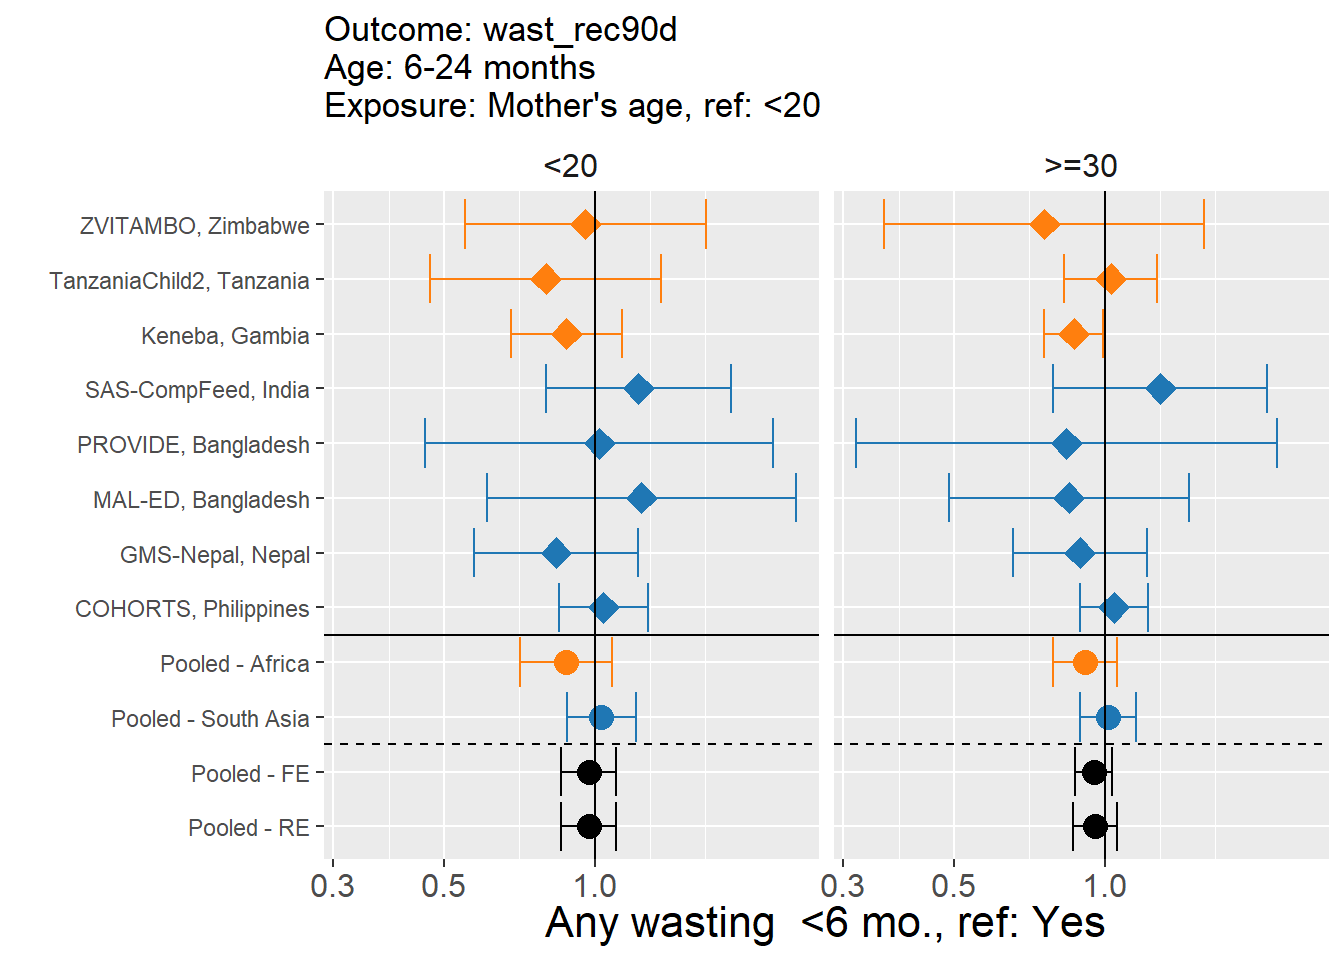 Outcome: wast_rec90d
Age: 6-24 months
Exposure: Mother's age, ref: <20
<20 >=30
ZVITAMBO, Zimbabwe
TanzaniaChild2, Tanzania
Keneba, Gambia
SAS-CompFeed, India
PROVIDE, Bangladesh
MAL-ED, Bangladesh
GMS-Nepal, Nepal
COHORTS, Philippines
Pooled - Africa
Pooled - South Asia
Pooled - FE
Pooled - RE
0.3 0.5 1.0 0.3 0.5 1.0
Any wasting  <6 mo., ref: Yes